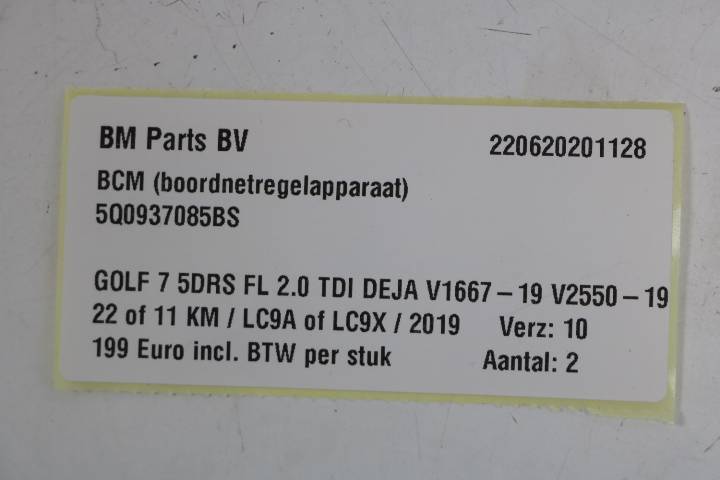 BM Parts BV 220620201128
BCM (boordnetregelapparaat)
5Q0937085BS
GOLF 7 5DRS FL 2.0 TDI DEJA V1667 – 19 V2550 – 19
22 of 11 KM / LC9A of LC9X / 2019 Verz: 10
199 Euro incl. BTW per stuk Aantal: 2